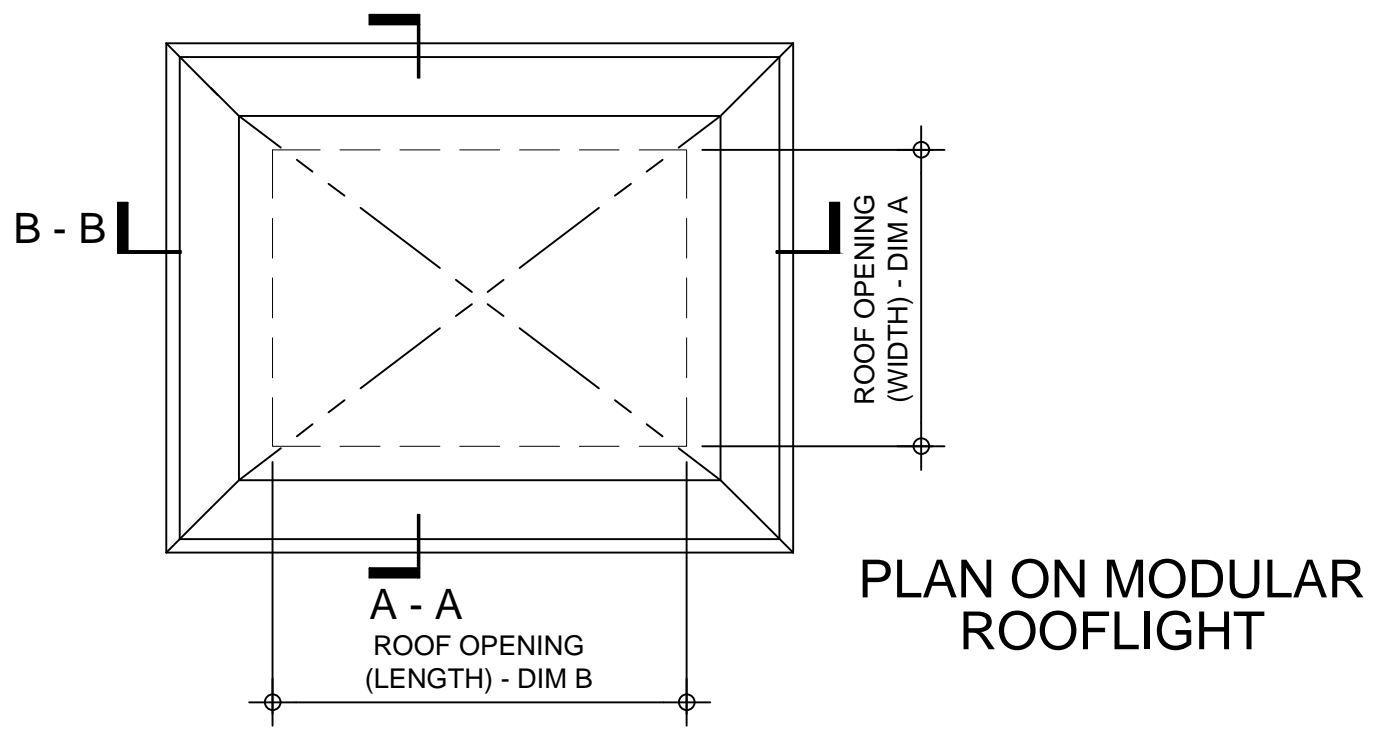 B - B
ROOF OPENING
(WIDTH) - DIM A
A - A
ROOF OPENING
(LENGTH) - DIM B
PLAN ON MODULAR
ROOFLIGHT